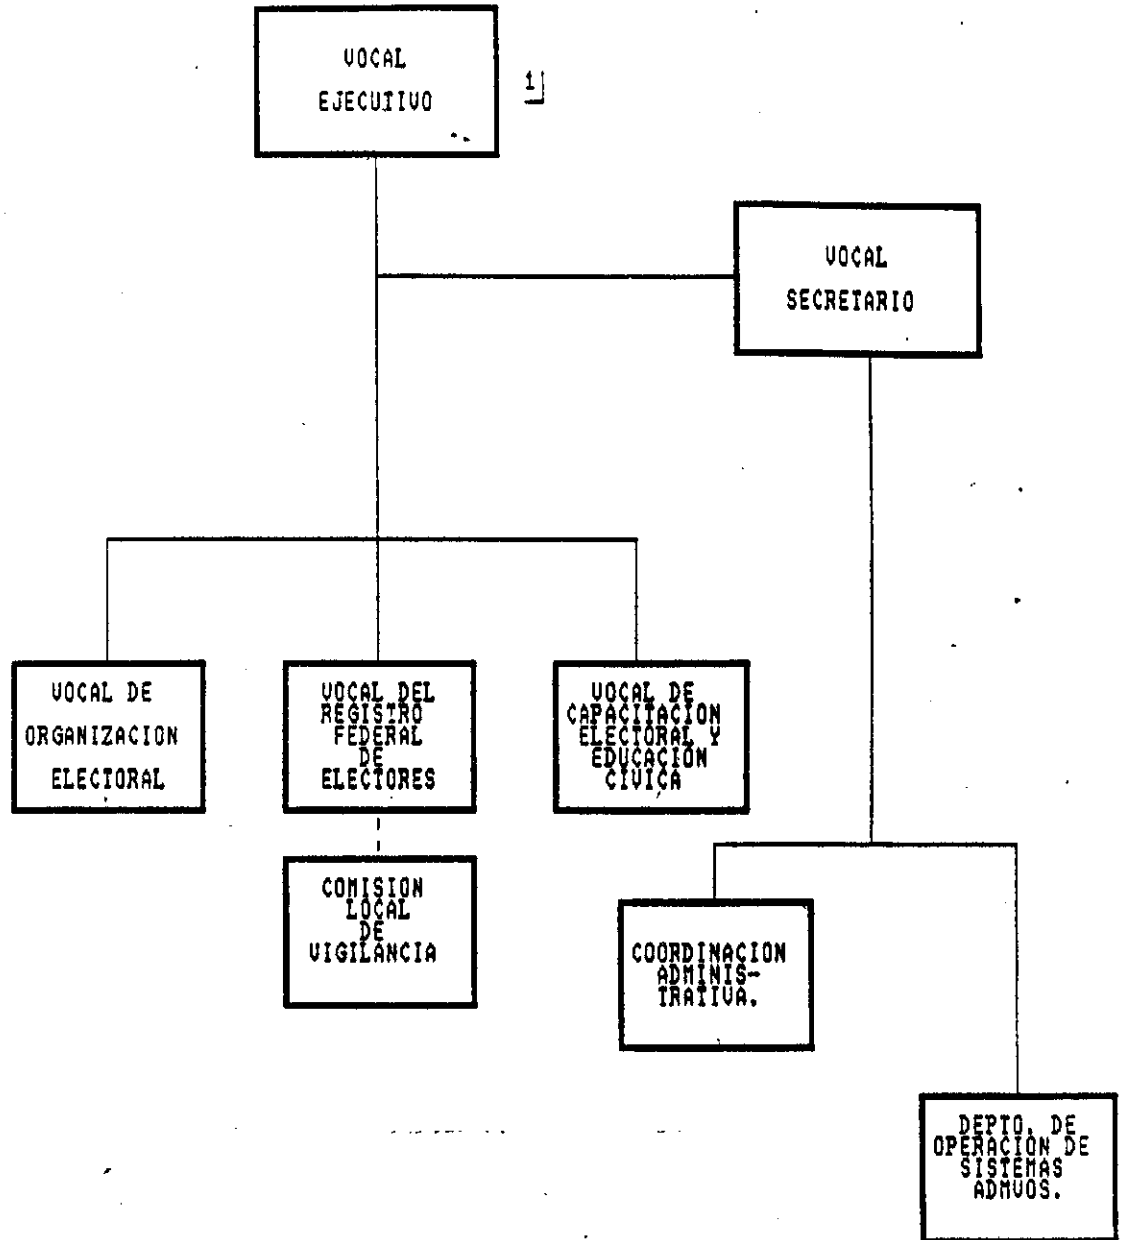 VOCAL
EJECUTIVO
1
VOCAL
SECRETARIO
VOCAL DE
ORGANIZACION
ELECTORAL
VOCAL DEL
REGISTRO
FEDERAL
DE
ELECTORES
VOCAL DE
CAPACITACION
ELECTORAL Y
EDUCACIÓN
CIVICA
COMISION
LOCAL
DE
VIGILANCIA
COORDINACION
ADMINIS-
TRATIVA.
DEPTO. DE
OPERACION DE
SISTEMAS
ADMVOS.